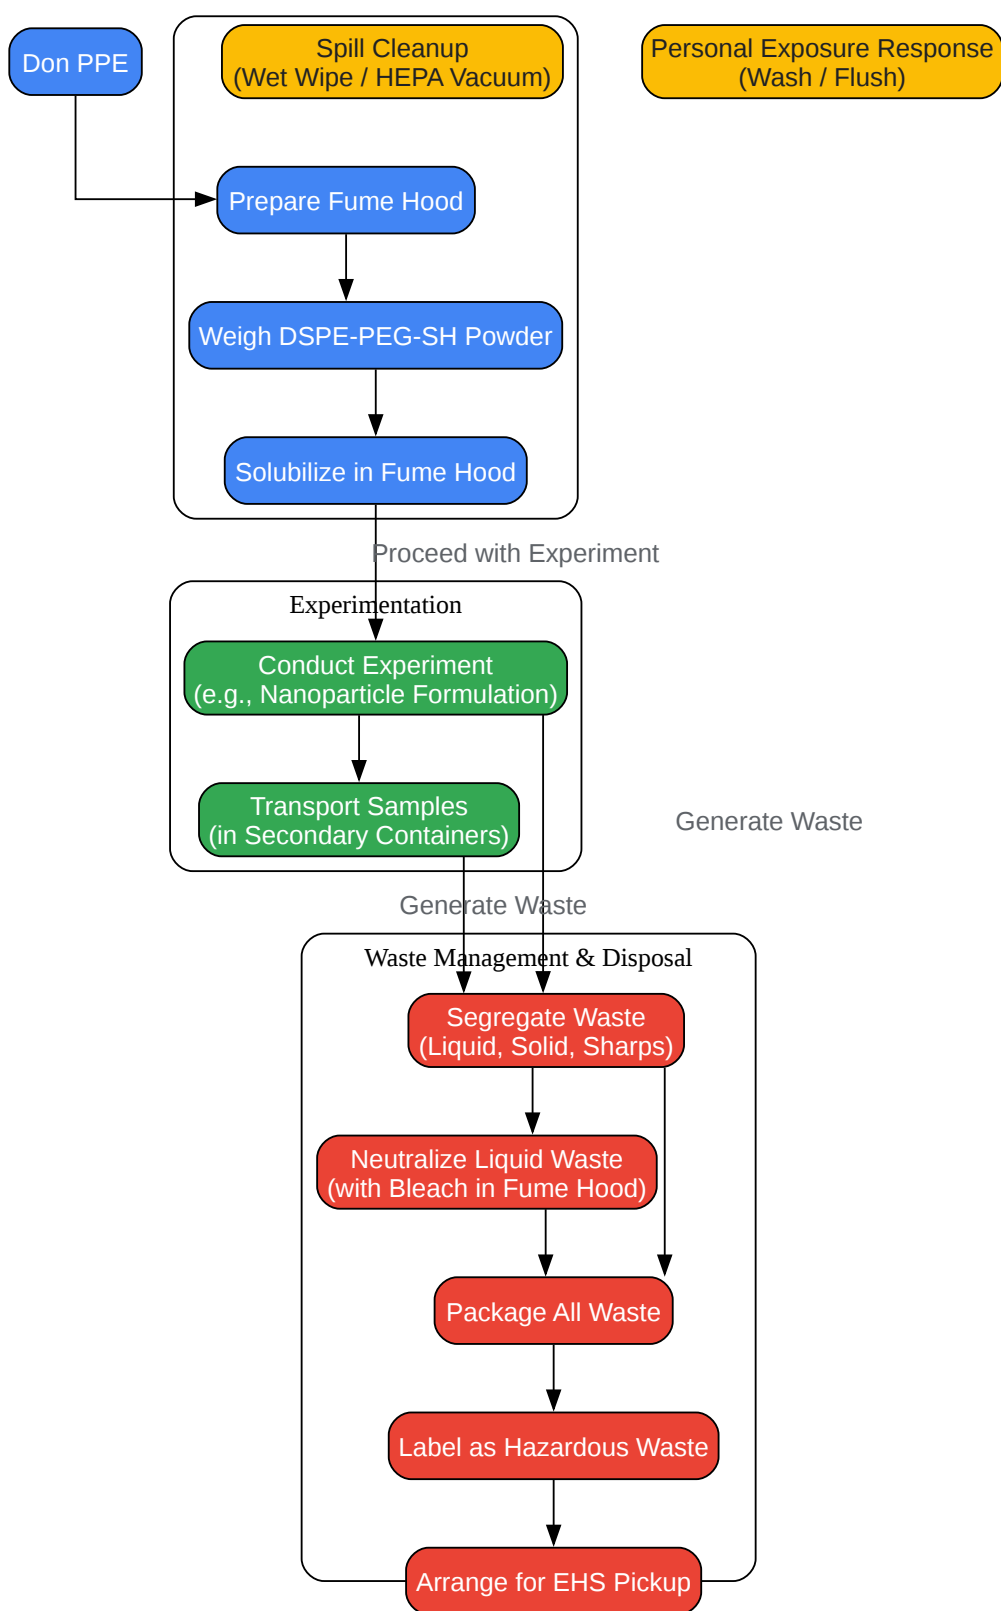 Don PPE
Spill Cleanup
(Wet Wipe / HEPA Vacuum)
Personal Exposure Response
(Wash / Flush)
Prepare Fume Hood
Weigh DSPE-PEG-SH Powder
Solubilize in Fume Hood
Proceed with Experiment
Experimentation
Conduct Experiment
(e.g., Nanoparticle Formulation)
Transport Samples
(in Secondary Containers)
Generate Waste
Generate Waste
Waste Management & Disposal
Segregate Waste
(Liquid, Solid, Sharps)
Neutralize Liquid Waste
(with Bleach in Fume Hood)
Package All Waste
Label as Hazardous Waste
Arrange for EHS Pickup